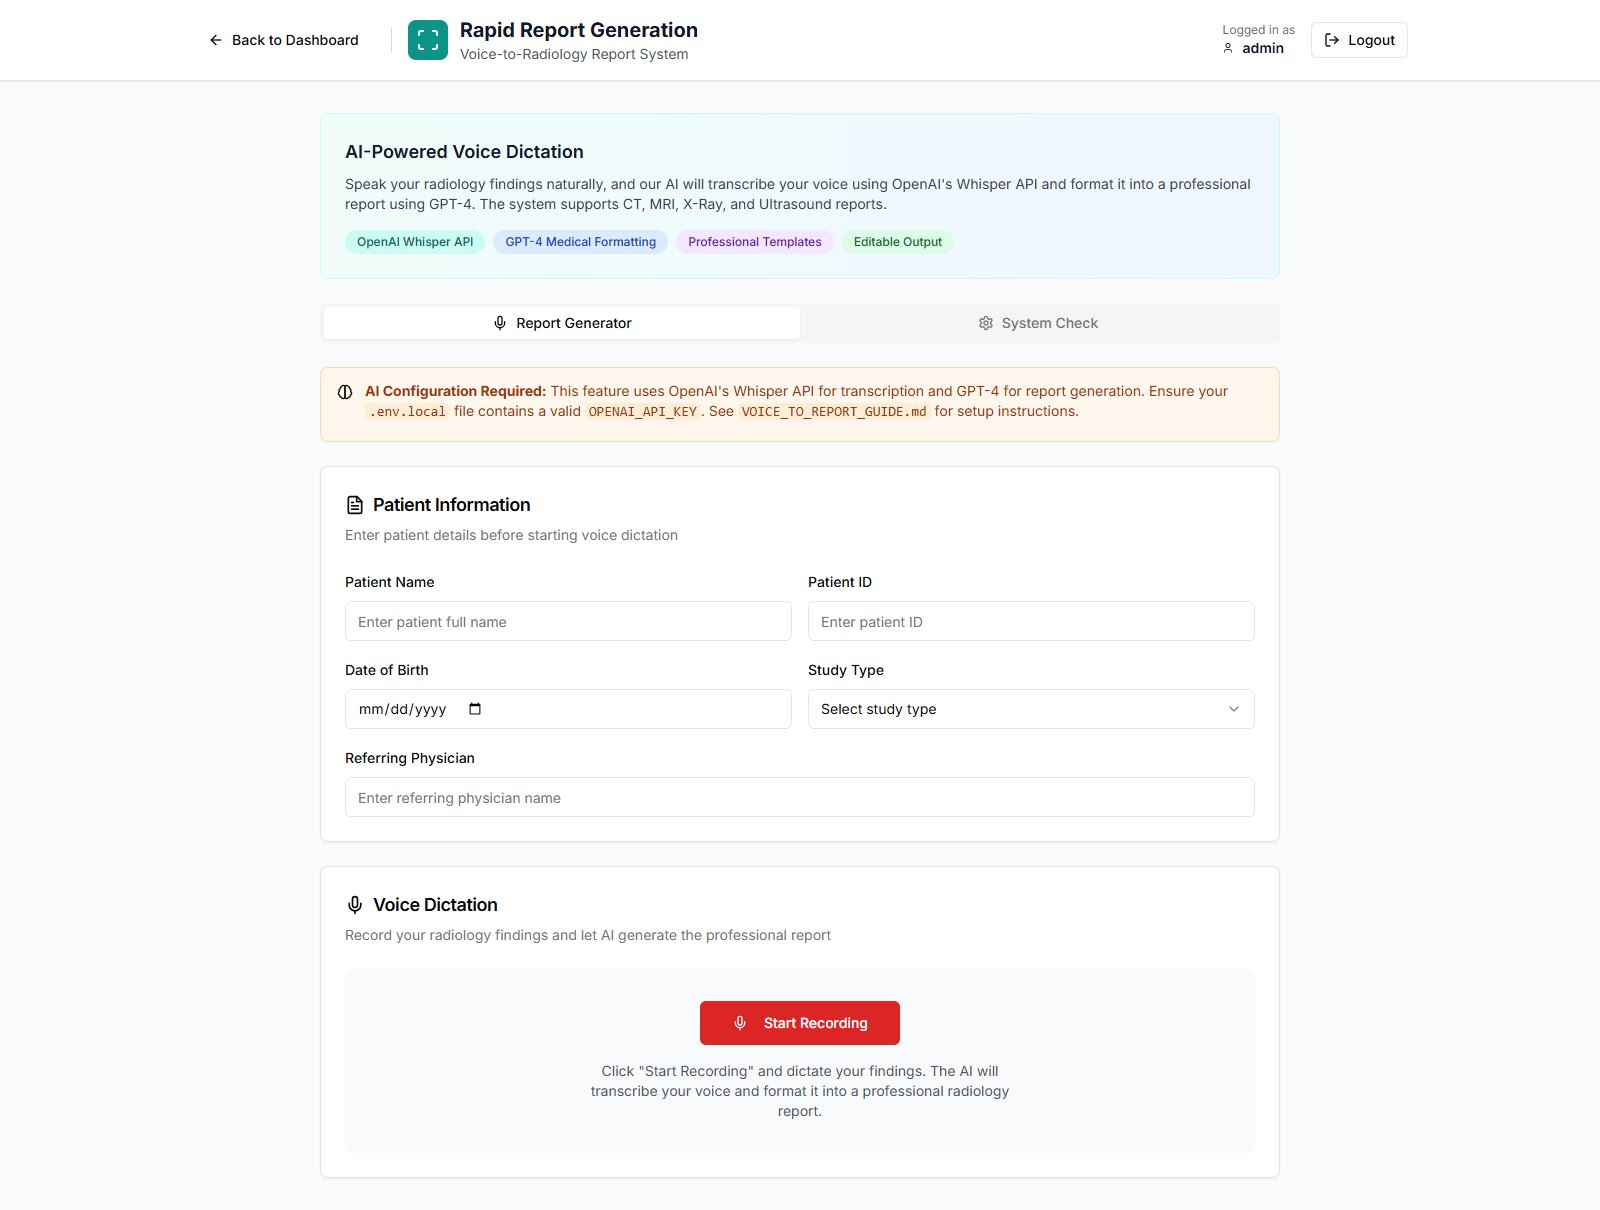 Back to Dashboard
Rapid Report Generation
Voice-to-Radiology Report System
Logged in as
admin
Logout
AI-Powered Voice Dictation
Speak your radiology findings naturally, and our AI will transcribe your voice using OpenAI's Whisper API and format it into a professional
report using GPT-4. The system supports CT, MRI, X-Ray, and Ultrasound reports.
OpenAI Whisper API
GPT-4 Medical Formatting
Professional Templates
Editable Output
Report Generator
System Check
AI Configuration Required: This feature uses OpenAI's Whisper API for transcription and GPT-4 for report generation. Ensure your
.env.local file contains a valid OPENAI_API_KEY. See VOICE_TO_REPORT_GUIDE.md for setup instructions.
Patient Information
Enter patient details before starting voice dictation
Patient Name
Patient ID
Enter patient full name
Enter patient ID
Date of Birth
Study Type
mm/dd/yyyy
Select study type
Referring Physician
Enter referring physician name
Voice Dictation
Record your radiology findings and let AI generate the professional report
Start Recording
Click "Start Recording" and dictate your findings. The AI will
transcribe your voice and format it into a professional radiology
report.